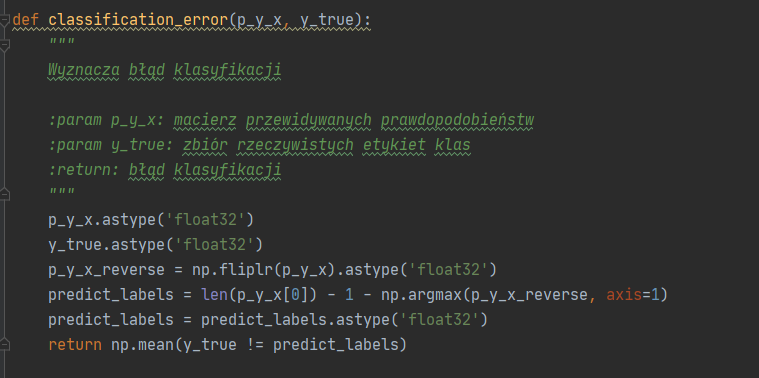 def classification_error(p_y_x, y_true):
    """
    Wyznacza błąd klasyfikacji

    :param p_y_x: macierz przewidywanych prawdopodobieństw
    :param y_true: zbiór rzeczywistych etykiet klas
    :return: błąd klasyfikacji
    """
    p_y_x.astype('float32')
    y_true.astype('float32')
    p_y_x_reverse = np.fliplr(p_y_x).astype('float32')
    predict_labels = len(p_y_x[0]) - 1 - np.argmax(p_y_x_reverse, axis=1)
    predict_labels = predict_labels.astype('float32')
    return np.mean(y_true != predict_labels)